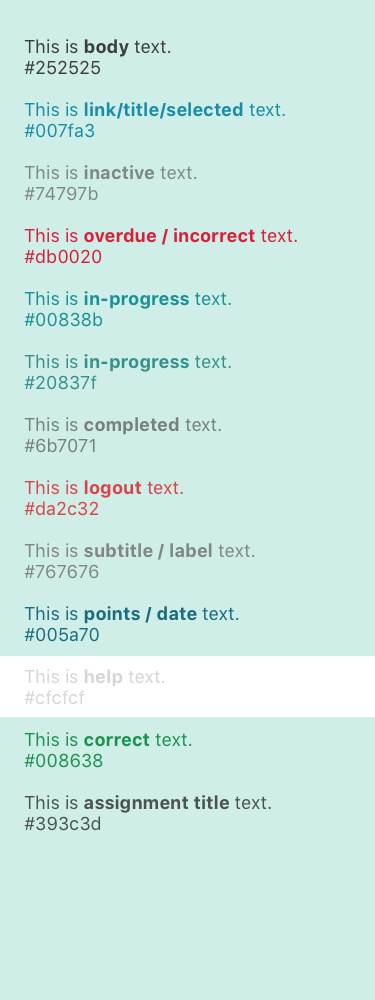 This is body text.
#252525
This is link/title/selected text.
#007fa3
This is inactive text.
#74797b
This is overdue / incorrect text.
#db0020
This is in-progress text.
#00838b
This is in-progress text.
#20837f
This is completed text.
#6b7071
This is logout text.
#da2c32
This is subtitle / label text.
#767676
This is points / date text.
#005a70
This is help text.
#cfcfcf
This is correct text.
#008638
This is assignment title text.
#393c3d